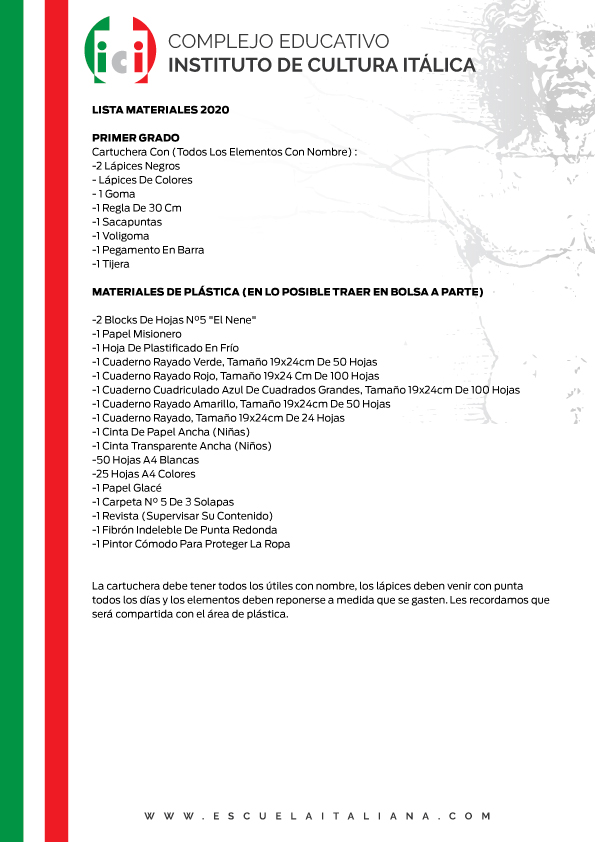 ici
COMPLEJO EDUCATIVO
INSTITUTO DE CULTURA ITÁLICA
LISTA MATERIALES 2020
PRIMER GRADO
Cartuchera Con (Todos Los Elementos Con Nombre) :
-2 Lápices Negros
- Lápices De Colores
- 1 Goma
-1 Regla De 30 Cm
-1 Sacapuntas
-1 Voligoma
-1 Pegamento En Barra
-1 Tijera
MATERIALES DE PLÁSTICA (EN LO POSIBLE TRAER EN BOLSA A PARTE)
-2 Blocks De Hojas Nº5 "El Nene"
-1 Papel Misionero
-1 Hoja De Plastificado En Frío
-1 Cuaderno Rayado Verde, Tamaño 19x24cm De 50 Hojas
-1 Cuaderno Rayado Rojo, Tamaño 19x24 Cm De 100 Hojas
-1 Cuaderno Cuadriculado Azul De Cuadrados Grandes, Tamaño 19x24cm De 100 Hojas
-1 Cuaderno Rayado Amarillo, Tamaño 19x24cm De 50 Hojas
-1 Cuaderno Rayado, Tamaño 19x24cm De 24 Hojas
-1 Cinta De Papel Ancha (Niñas)
-1 Cinta Transparente Ancha (Niños)
-50 Hojas A4 Blancas
-25 Hojas A4 Colores
-1 Papel Glacé
-1 Carpeta Nº 5 De 3 Solapas
-1 Revista (Supervisar Su Contenido)
-1 Fibrón Indeleble De Punta Redonda
-1 Pintor Cómodo Para Proteger La Ropa
La cartuchera debe tener todos los útiles con nombre, los lápices deben venir con punta
todos los días y los elementos deben reponerse a medida que se gasten. Les recordamos que
será compartida con el área de plástica.
WWW.ESCUELAITALIANA.COM